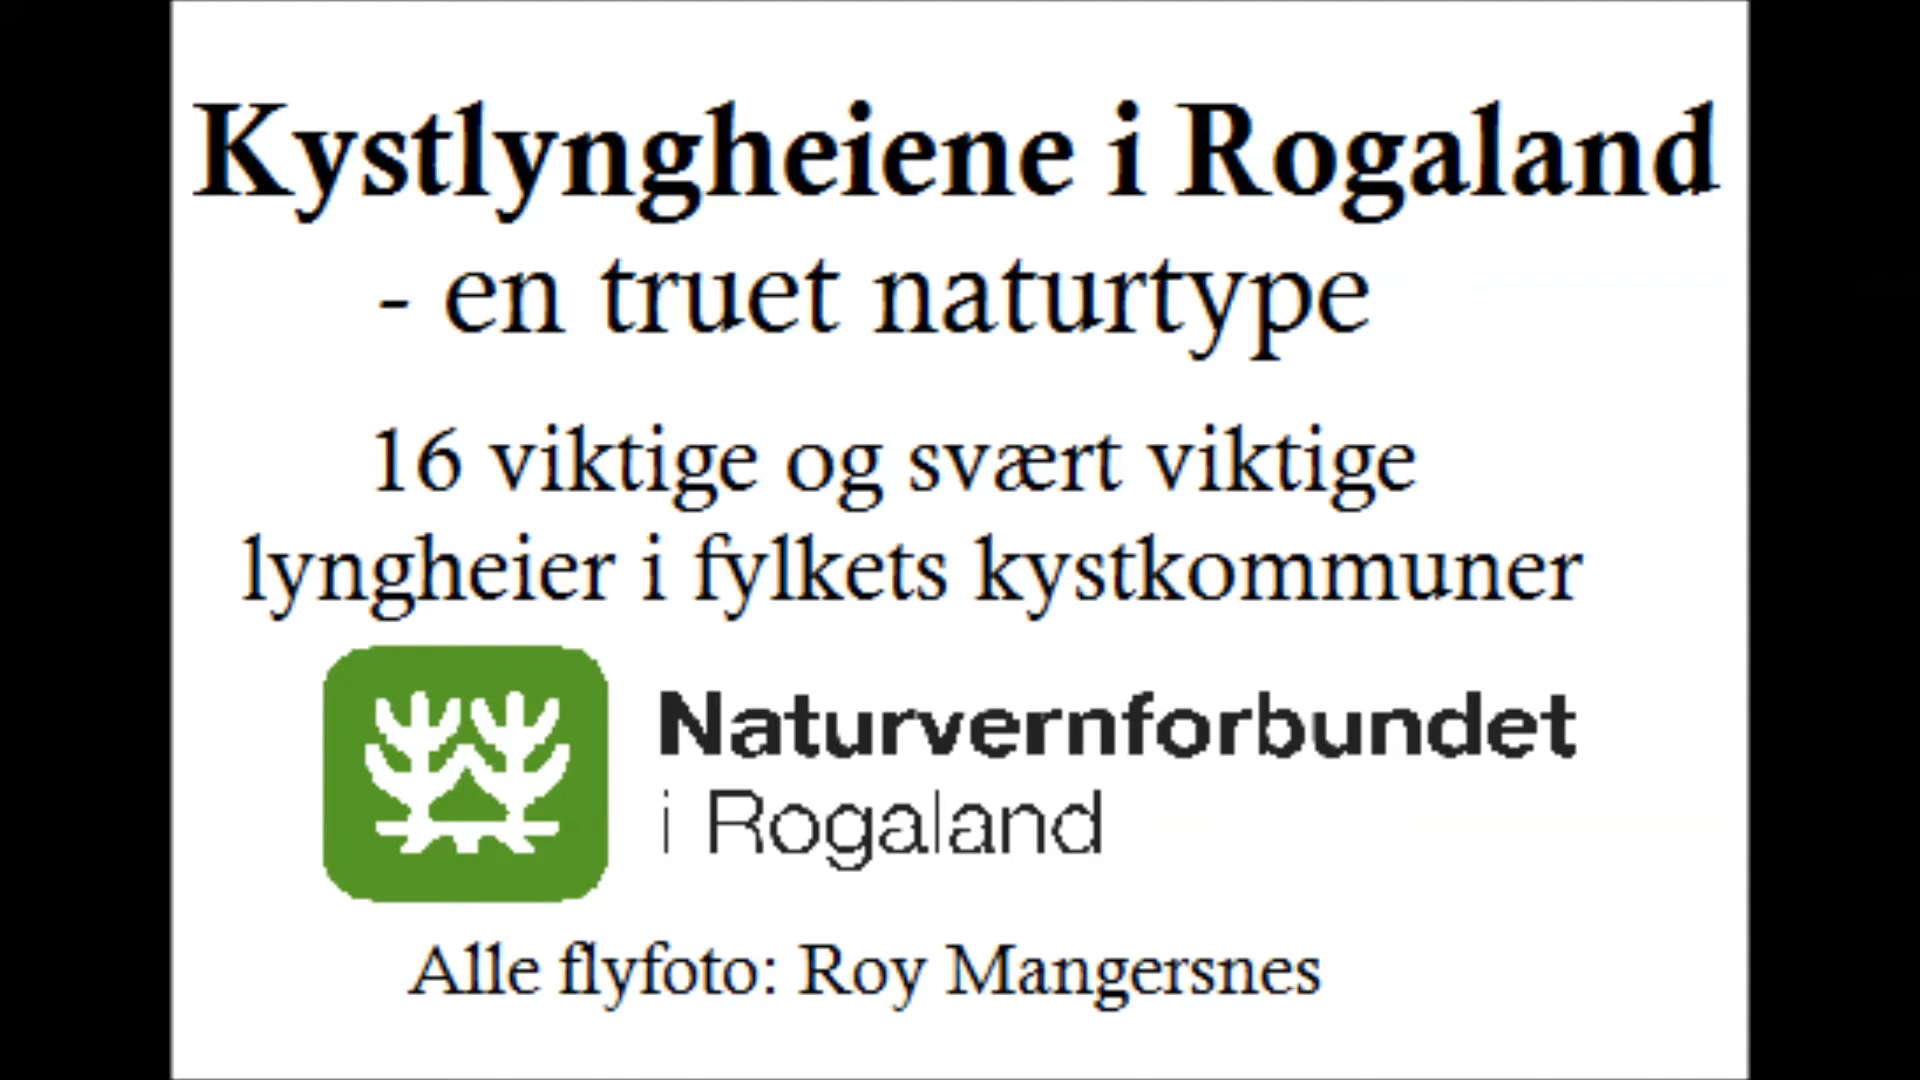 Kystlyngheiene i Rogaland
- en truet naturtype
16 viktige og svært viktige
lyngheier i fylkets kystkommuner
Naturvernforbundet
i Rogaland
Alle flyfoto: Roy Mangersnes